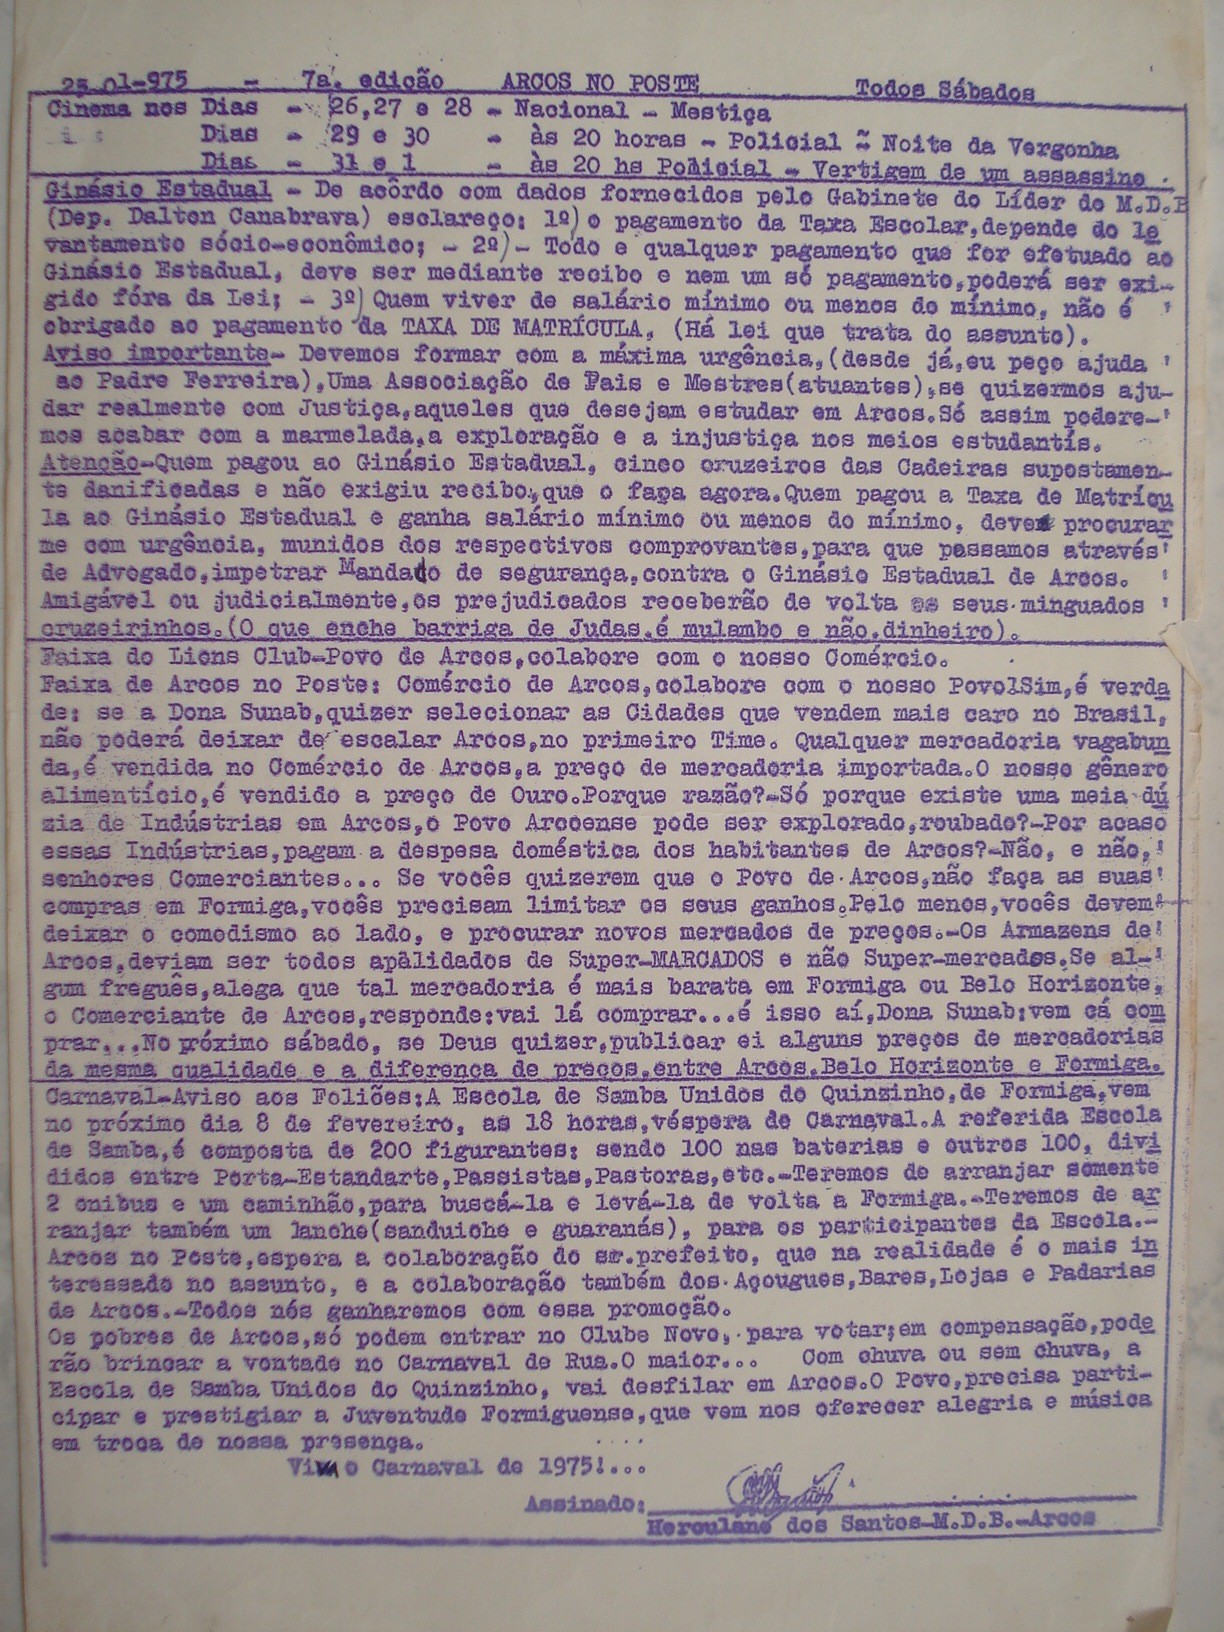 25 01-975 - 7a. edição ARCOS NO POSTE Todos Sábados
Cinema nos Dias - 26,27 e 28 - Nacional - Mestiça
Dias - 29 e 30 - às 20 horas - Policial - Noite da Vergonha
Dias - 31 e 1 - às 20 hs Policial - Vertigem de um assassino .
Ginásio Estadual - De acôrdo com dados fornecidos pelo Gabinete do Líder do M.D.B
(Dep. Dalton Canabrava) esclareço: 1º) o pagamento da Taxa Escolar,depende do le
vantamento sócio-econômico; - 2º)- Todo e qualquer pagamento que for efetuado ao
Ginásio Estadual, deve ser mediante recibo e nem um só pagamento,poderá ser exi-
gido fóra da Lei; - 3º) Quem viver de salário mínimo ou menos do mínimo, não é '
obrigado ao pagamento da TAXA DE MATRÍCULA, (Há lei que trata do assunto).
Aviso importante- Devemos formar com a máxima urgência,(desde já,eu peço ajuda '
ao Padre Ferreira),Uma Associação de Pais e Mestres(atuantes),se quizermos aju-
dar realmente com Justiça,aqueles que desejam estudar em Arcos.Só assim podere-'
mos acabar com a marmelada,a exploração e a injustiça nos meios estudantís.
Atenção-Quem pagou ao Ginásio Estadual, cinco cruzeiros das Cadeiras supostamen-
te danificadas e não exigiu recibo,que o faça agora.Quem pagou a Taxa de Matrícu
la ao Ginásio Estadual e ganha salário mínimo ou menos do mínimo, deve procurar
me com urgência, munidos dos respectivos comprovantes,para que possamos através'
de Advogado,impetrar Mandado de segurança,contra o Ginásio Estadual de Arcos. '
Amigável ou judicialmente,os prejudicados receberão de volta os seus minguados '
cruzeirinhos.(O que enche barriga de Judas,é mulambo e não,dinheiro).
Faixa do Lions Club-Povo de Arcos,colabore com o nosso Comércio.
Faixa de Arcos no Poste: Comércio de Arcos,colabore com o nosso Povo!Sim,é verda
de: se a Dona Sunab,quizer selecionar as Cidades que vendem mais caro no Brasil,
não poderá deixar de escalar Arcos,no primeiro Time. Qualquer mercadoria vagabun
da,é vendida no Comércio de Arcos,a preço de mercadoria importada.O nosso gênero
alimentício,é vendido a preço de Ouro.Porque razão?-Só porque existe uma meia dú
zia de Indústrias em Arcos,o Povo Arcoense pode ser explorado,roubado?-Por acaso
essas Indústrias,pagam a despesa doméstica dos habitantes de Arcos?-Não, e não,'
senhores Comerciantes... Se vocês quizerem que o Povo de Arcos,não faça as suas'
compras em Formiga,vocês precisam limitar os seus ganhos.Pelo menos,vocês devem'
deixar o comodismo ao lado, e procurar novos mercados de preços.-Os Armazens de'
Arcos,deviam ser todos apalidados de Super-MARCADOS e não Super-mercados.Se al-'
gum freguês,alega que tal mercadoria é mais barata em Formiga ou Belo Horizonte,
o Comerciante de Arcos,responde:vai lá comprar...é isso aí,Dona Sunab:vem cá com
prar...No próximo sábado, se Deus quizer,publicar ei alguns preços de mercadorias
da mesma qualidade e a diferença de preços,entre Arcos,Belo Horizonte e Formiga.
Carnaval-Aviso aos Foliões:A Escola de Samba Unidos do Quinzinho,de Formiga,vem
no próximo dia 8 de fevereiro, as 18 horas,véspera de Carnaval.A referida Escola
de Samba,é composta de 200 figurantes: sendo 100 nas baterias e outros 100, divi
didos entre Porta-Estandarte,Passistas,Pastoras,etc.-Teremos de arranjar somente
2 onibus e um caminhão,para buscá-la e levá-la de volta a Formiga.-Teremos de ar
ranjar também um lanche(sanduiche e guaranás), para os participantes da Escola.-
Arcos no Poste,espera a colaboração do sr.prefeito, que na realidade é o mais in
teressado no assunto, e a colaboração também dos Açougues,Bares,Lojas e Padarias
de Arcos.-Todos nós ganharemos com essa promoção.
Os pobres de Arcos,só podem entrar no Clube Novo, para votar;em compensação,pode
rão brincar a vontade no Carnaval de Rua.O maior... Com chuva ou sem chuva, a
Escola de Samba Unidos do Quinzinho, vai desfilar em Arcos.O Povo,precisa parti-
cipar e prestigiar a Juventude Formiguense,que vem nos oferecer alegria e música
em troca de nossa presença.
Viva o Carnaval de 1975!...
Assinado:
Herculano dos Santos-M.D.B.-Arcos